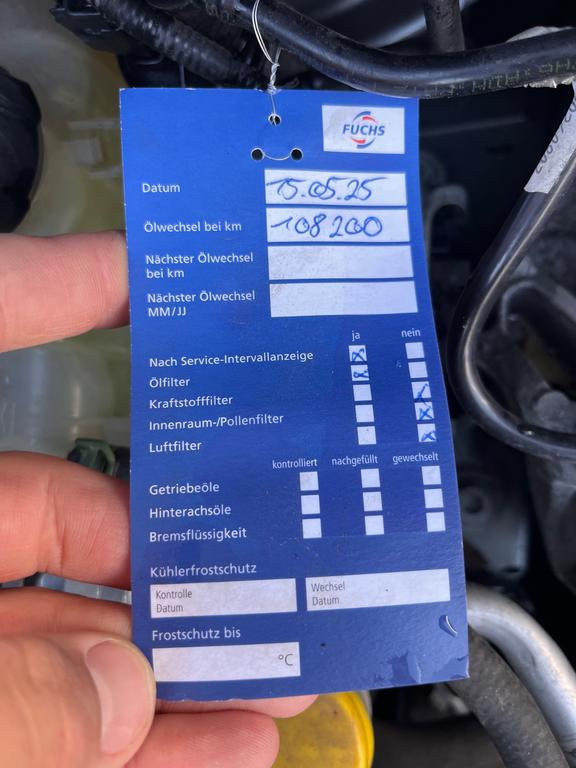 FUCHS
Datum 15.05.25
Ölwechsel bei km 108200
Nächster Ölwechsel
bei km
Nächster Ölwechsel
MM/JJ
ja nein
Nach Service-Intervallanzeige
Ölfilter
Kraftstofffilter
Innenraum-/Pollenfilter
Luftfilter
kontrolliert nachgefüllt gewechselt
Getriebeöle
Hinterachsöle
Bremsflüssigkeit
Kühlerfrostschutz
Kontrolle
Datum
Wechsel
Datum
Frostschutz bis
°C